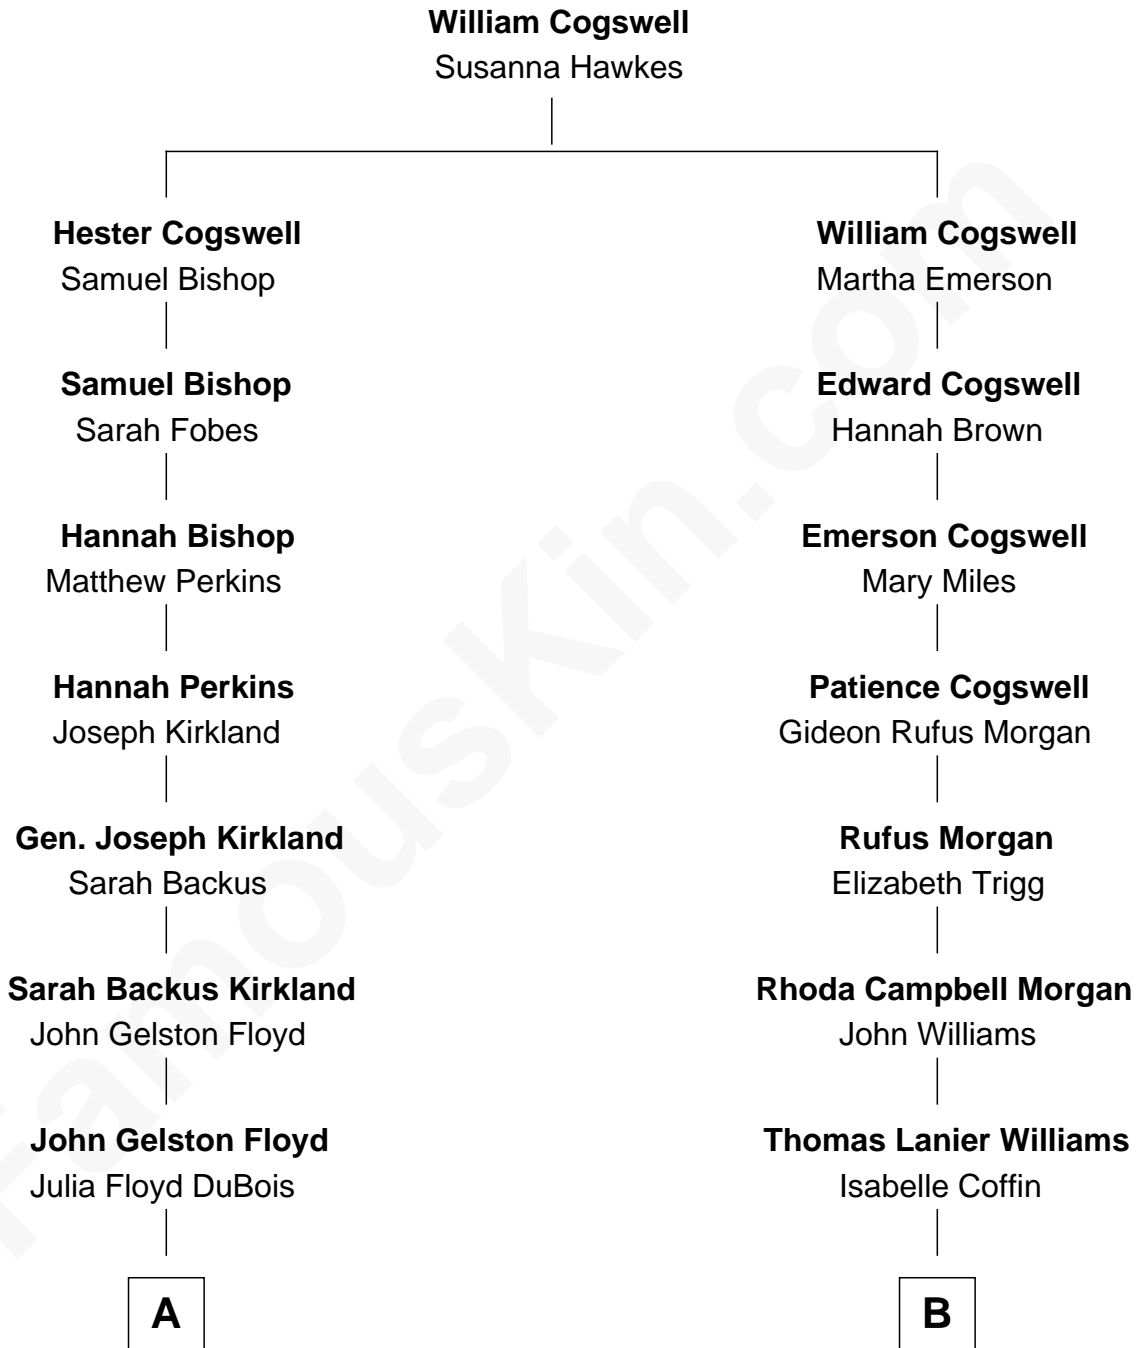 William Cogswell
Susanna Hawkes
Hester Cogswell
Samuel Bishop
William Cogswell
Martha Emerson
Samuel Bishop
Sarah Fobes
Edward Cogswell
Hannah Brown
Hannah Bishop
Matthew Perkins
Emerson Cogswell
Mary Miles
Hannah Perkins
Joseph Kirkland
Patience Cogswell
Gideon Rufus Morgan
Gen. Joseph Kirkland
Sarah Backus
Rufus Morgan
Elizabeth Trigg
Sarah Backus Kirkland
John Gelston Floyd
Rhoda Campbell Morgan
John Williams
John Gelston Floyd
Julia Floyd DuBois
Thomas Lanier Williams
Isabelle Coffin
A
B
FamousKin.com